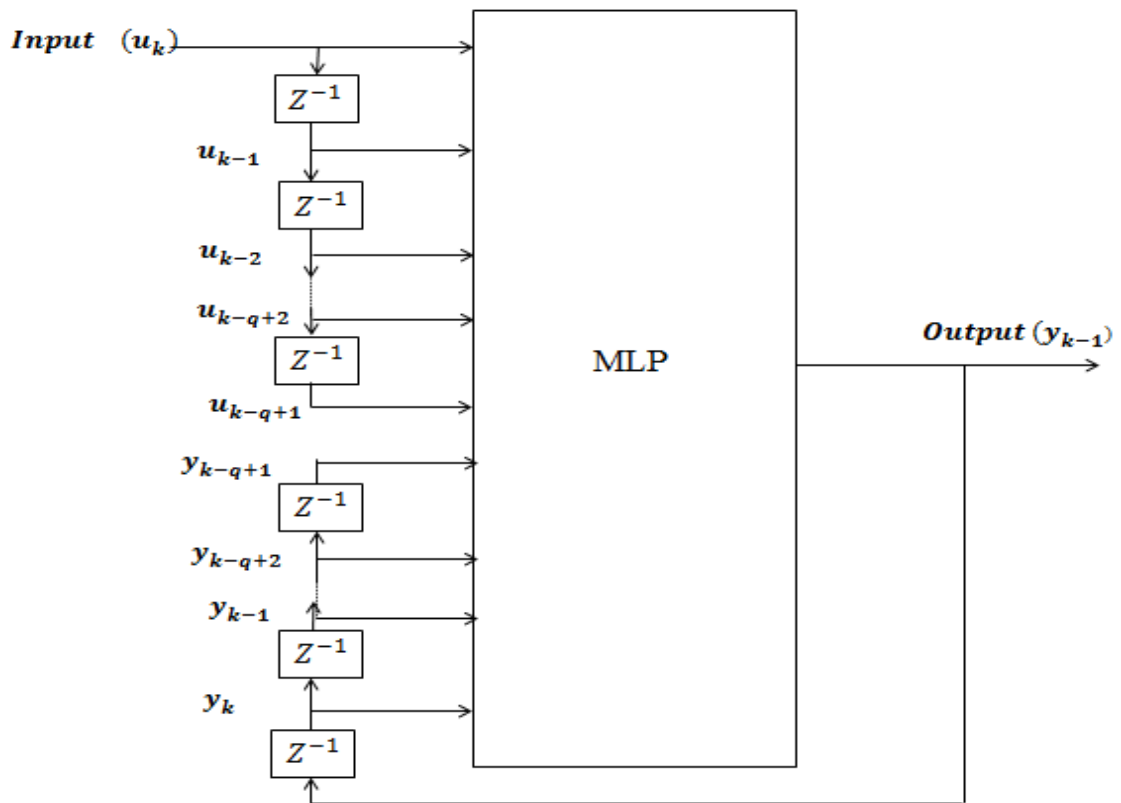 Input (u_k)
Z^{-1}
u_{k-1}
Z^{-1}
u_{k-2}
u_{k-q+2}
Z^{-1}
u_{k-q+1}
y_{k-q+1}
Z^{-1}
y_{k-q+2}
y_{k-1}
Z^{-1}
y_k
Z^{-1}
MLP
Output (y_{k-1})